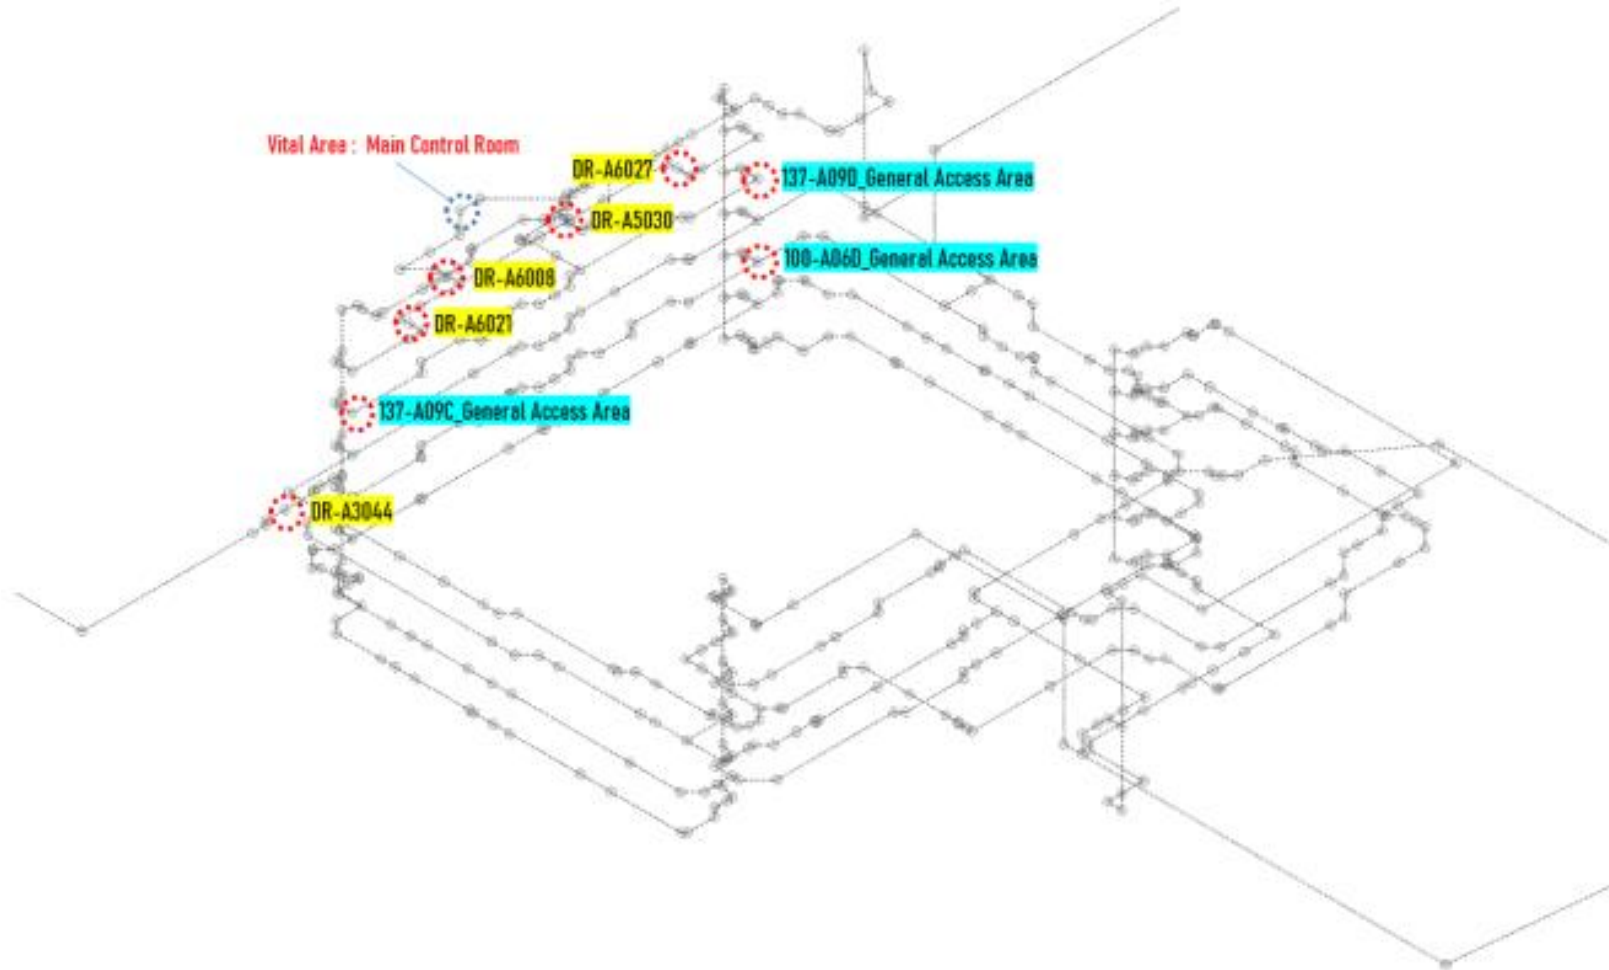 Vital Area : Main Control Room
DR-A6027
137-A09D_General Access Area
DR-A5030
100-A06D_General Access Area
DR-A6008
DR-A6021
137-A09C_General Access Area
DR-A3044